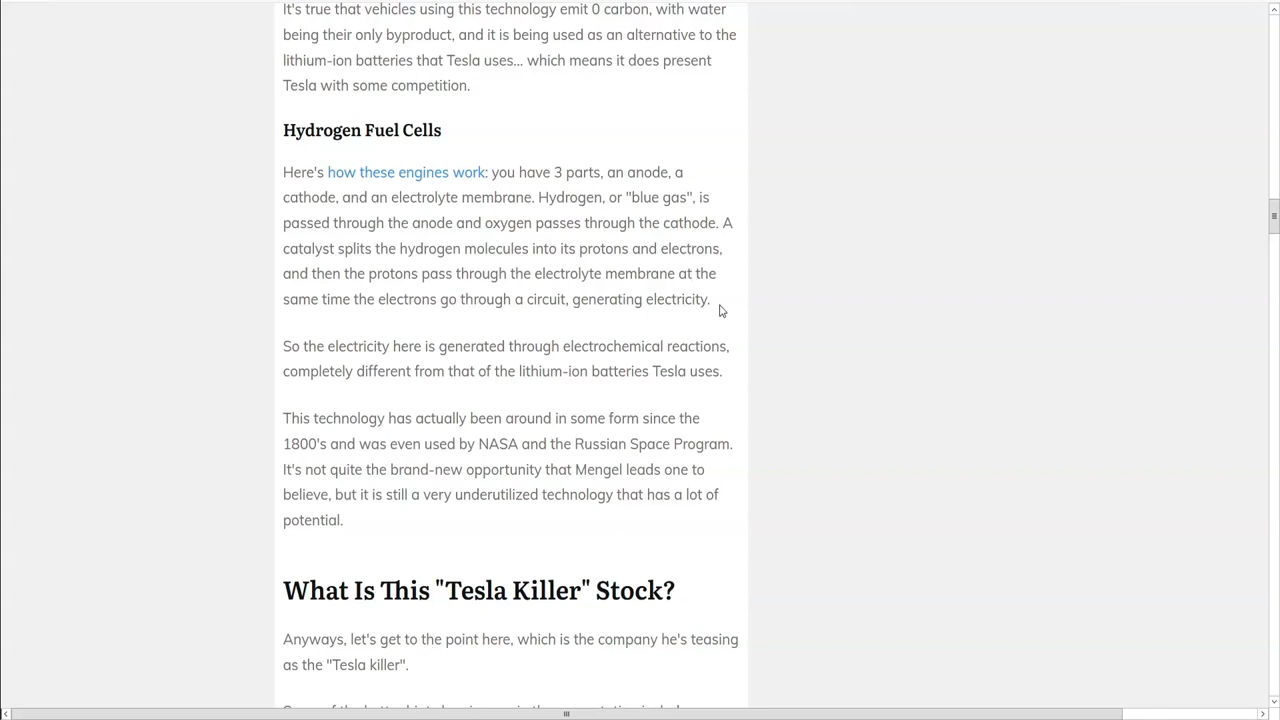 It's true that vehicles using this technology emit 0 carbon, with water
being their only byproduct, and it is being used as an alternative to the
lithium-ion batteries that Tesla uses... which means it does present
Tesla with some competition.
Hydrogen Fuel Cells
Here's how these engines work: you have 3 parts, an anode, a
cathode, and an electrolyte membrane. Hydrogen, or "blue gas", is
passed through the anode and oxygen passes through the cathode. A
catalyst splits the hydrogen molecules into its protons and electrons,
and then the protons pass through the electrolyte membrane at the
same time the electrons go through a circuit, generating electricity.
So the electricity here is generated through electrochemical reactions,
completely different from that of the lithium-ion batteries Tesla uses.
This technology has actually been around in some form since the
1800's and was even used by NASA and the Russian Space Program.
It's not quite the brand-new opportunity that Mengel leads one to
believe, but it is still a very underutilized technology that has a lot of
potential.
What Is This "Tesla Killer" Stock?
Anyways, let's get to the point here, which is the company he's teasing
as the "Tesla killer".